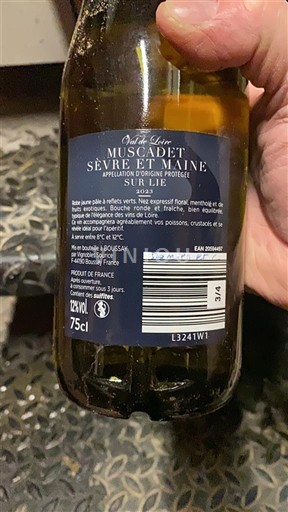 Val de Loire
MUSCADET
SÈVRE ET MAINE
APPELLATION D'ORIGINE PROTÉGÉE
SUR LIE
2023
Robe jaune pâle à reflets verts. Nez expressif floral, mentholé et de
fruits exotiques. Bouche ronde et fraîche, bien équilibrée,
typique de l'élégance des vins de Loire.
Ce vin accompagnera agréablement vos poissons, crustacés et se
révèle idéal pour l'apéritif.
À servir entre 8°C et 12°C.
Mis en bouteille à BOUSSAY
par Vignobles Source
F-44190 Boussay France
EAN 20594467
PRODUIT DE FRANCE
Après ouverture,
à consommer sous 3 jours.
Contient des sulfites.
12%vol.
75cl
3/4
L3241W1